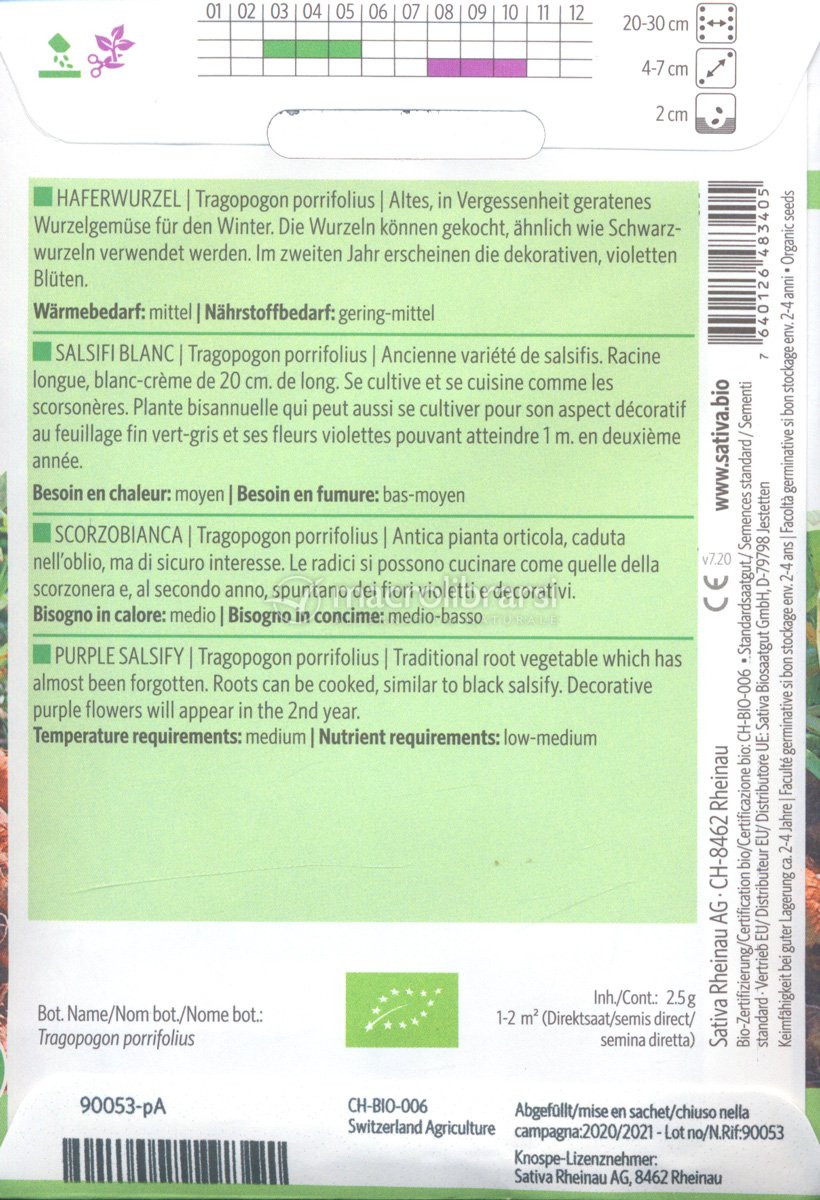 01 02 03 04 05 06 07 08 09 10 11 12
20-30 cm
4-7 cm
2 cm
HAFERWURZEL | Tragopogon porrifolius | Altes, in Vergessenheit geratenes
Wurzelgemüse für den Winter. Die Wurzeln können gekocht, ähnlich wie Schwarz-
wurzeln verwendet werden. Im zweiten Jahr erscheinen die dekorativen, violetten
Blüten.
Wärmebedarf: mittel | Nährstoffbedarf: gering-mittel
SALSIFI BLANC | Tragopogon porrifolius | Ancienne variété de salsifis. Racine
longue, blanc-crème de 20 cm. de long. Se cultive et se cuisine comme les
scorsonères. Plante bisannuelle qui peut aussi se cultiver pour son aspect décoratif
au feuillage fin vert-gris et ses fleurs violettes pouvant atteindre 1 m. en deuxième
année.
Besoin en chaleur: moyen | Besoin en fumure: bas-moyen
SCORZOBIANCA | Tragopogon porrifolius | Antica pianta orticola, caduta
nell'oblio, ma di sicuro interesse. Le radici si possono cucinare come quelle della
scorzonera e, al secondo anno, spuntano dei fiori violetti e decorativi.
Bisogno in calore: medio | Bisogno in concime: medio-basso
macrolibrarsi
PURPLE SALSIFY | Tragopogon porrifolius | Traditional root vegetable which has
almost been forgotten. Roots can be cooked, similar to black salsify. Decorative
purple flowers will appear in the 2nd year.
Temperature requirements: medium | Nutrient requirements: low-medium
Bot. Name/Nom bot./Nome bot.:
Tragopogon porrifolius
Inh./Cont.: 2.5 g
1-2 m² (Direktsaat/semis direct/
semina diretta)
7 640126 483405
Sativa Rheinau AG · CH-8462 Rheinau
CE v7.20
www.sativa.bio
Bio-Zertifizierung/Certification bio/Certificazione bio: CH-BIO-006 • Standardsaatgut / Semences standard / Sementi
standard · Vertrieb EU/ Distributeur EU/ Distributore UE: Sativa Biosaatgut GmbH, D-79798 Jestetten
Keimfähigkeit bei guter Lagerung ca. 2-4 Jahre | Faculté germinative si bon stockage env. 2-4 ans | Facoltà germinative si bon stockage env. 2-4 anni • Organic seeds
90053-pA
CH-BIO-006
Switzerland Agriculture
Abgefüllt/mise en sachet/chiuso nella
campagna:2020/2021 - Lot no/N.Rif:90053
Knospe-Lizenznehmer:
Sativa Rheinau AG, 8462 Rheinau